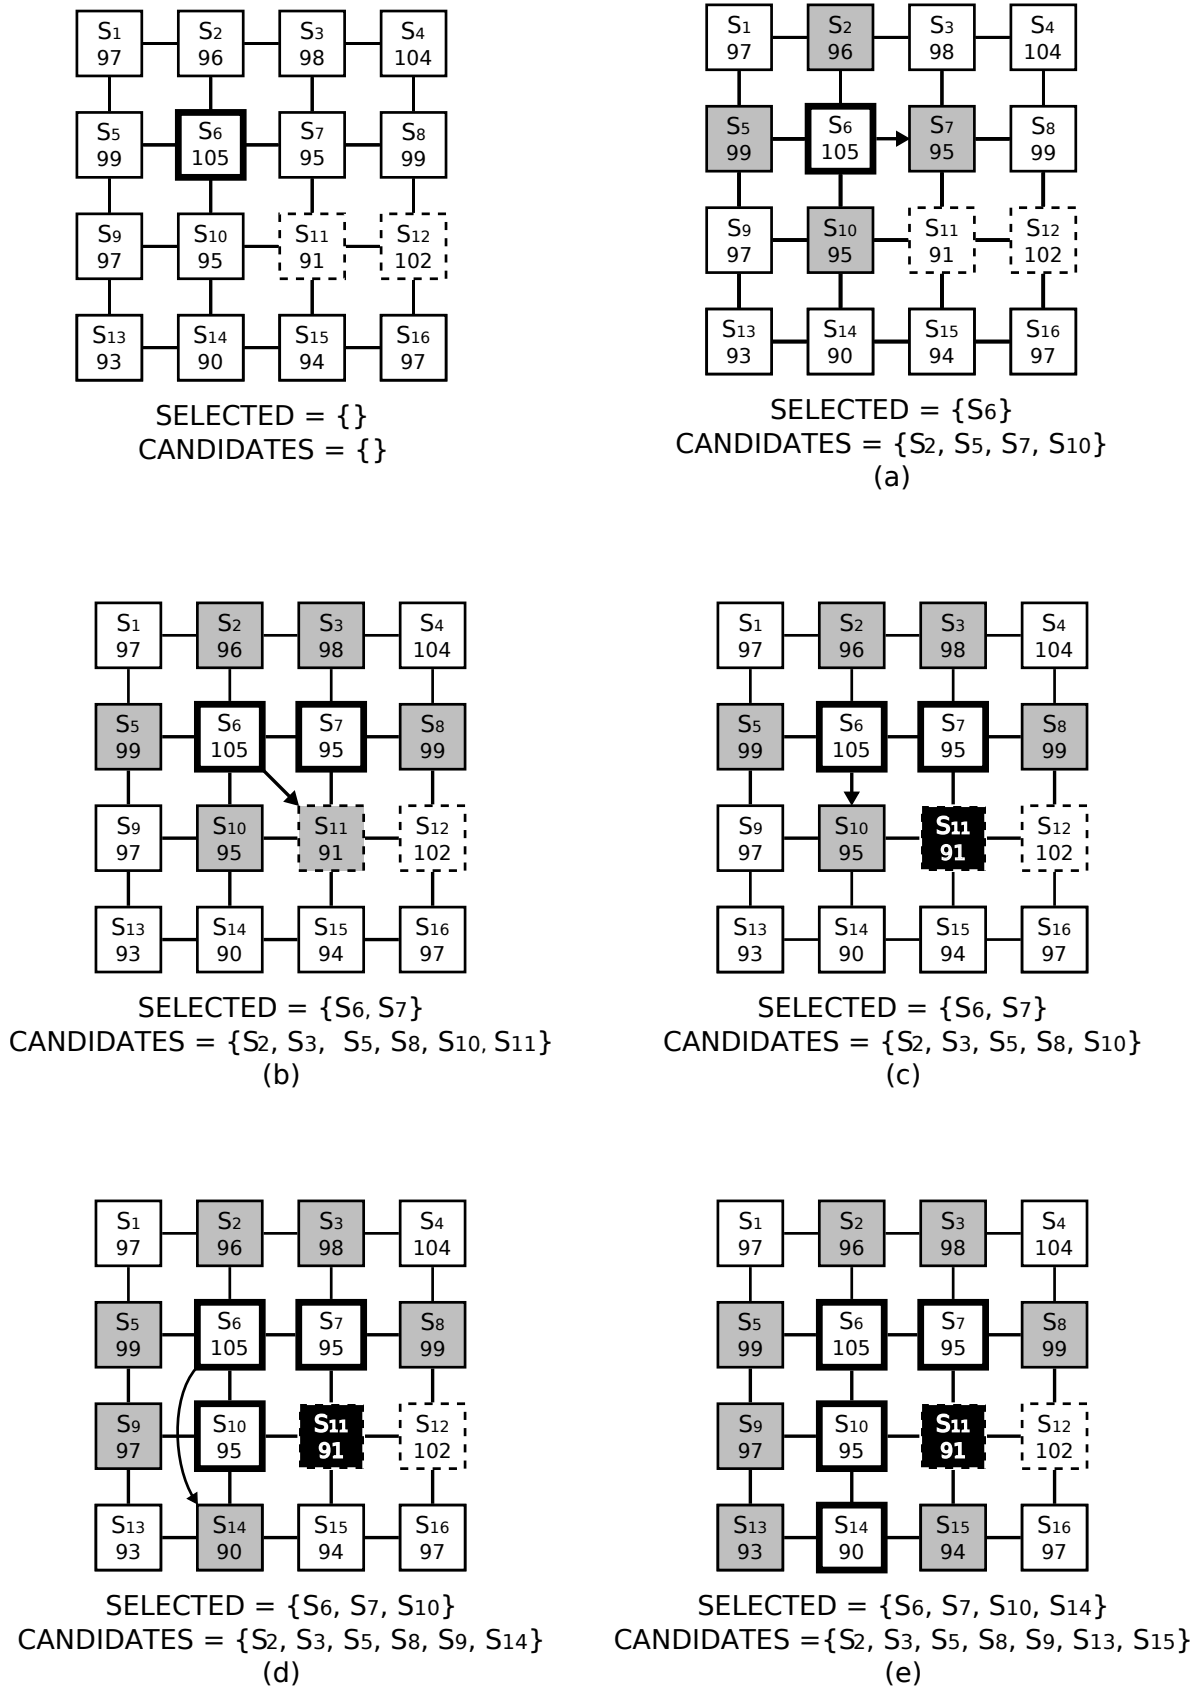 S1 S2 S3 S4
97 96 98 104
S5 S6 S7 S8
99 105 95 99
S9 S10 S11 S12
97 95 91 102
S13 S14 S15 S16
93 90 94 97
SELECTED = {}
CANDIDATES = {}
S1 S2 S3 S4
97 96 98 104
S5 S6 S7 S8
99 105 95 99
S9 S10 S11 S12
97 95 91 102
S13 S14 S15 S16
93 90 94 97
SELECTED = {S6}
CANDIDATES = {S2, S5, S7, S10}
(a)
S1 S2 S3 S4
97 96 98 104
S5 S6 S7 S8
99 105 95 99
S9 S10 S11 S12
97 95 91 102
S13 S14 S15 S16
93 90 94 97
SELECTED = {S6, S7}
CANDIDATES = {S2, S3, S5, S8, S10, S11}
(b)
S1 S2 S3 S4
97 96 98 104
S5 S6 S7 S8
99 105 95 99
S9 S10 S11 S12
97 95 91 102
S13 S14 S15 S16
93 90 94 97
SELECTED = {S6, S7}
CANDIDATES = {S2, S3, S5, S8, S10}
(c)
S1 S2 S3 S4
97 96 98 104
S5 S6 S7 S8
99 105 95 99
S9 S10 S11 S12
97 95 91 102
S13 S14 S15 S16
93 90 94 97
SELECTED = {S6, S7, S10}
CANDIDATES = {S2, S3, S5, S8, S9, S14}
(d)
S1 S2 S3 S4
97 96 98 104
S5 S6 S7 S8
99 105 95 99
S9 S10 S11 S12
97 95 91 102
S13 S14 S15 S16
93 90 94 97
SELECTED = {S6, S7, S10, S14}
CANDIDATES ={S2, S3, S5, S8, S9, S13, S15}
(e)